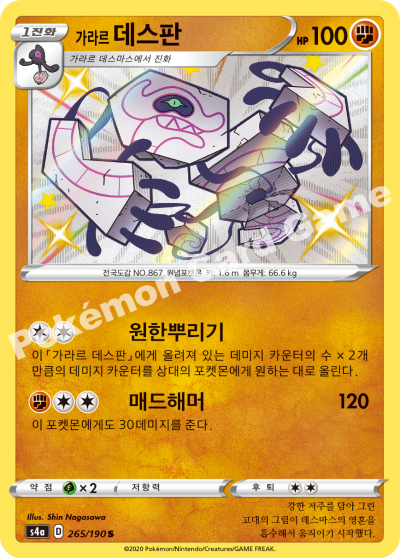 1진화
가라르 데스판
HP 100
가라르 데스마스에서 진화
전국도감 NO.867 원념포켓몬 키: 1.6 m 몸무게: 66.6 kg
Pokémon Card Game
원한뿌리기
이 「가라르 데스판」에게 올려져 있는 데미지 카운터의 수 × 2개
만큼의 데미지 카운터를 상대의 포켓몬에게 원하는 대로 올린다.
매드해머 120
이 포켓몬에게도 30데미지를 준다.
약점 × 2 저항력 후퇴
Illus. Shin Nagasawa
s4a D 265/190 S
강한 저주를 담아 그린
고대의 그림이 데스마스의 영혼을
흡수해서 움직이기 시작했다.
©2020 Pokémon/Nintendo/Creatures/GAME FREAK.